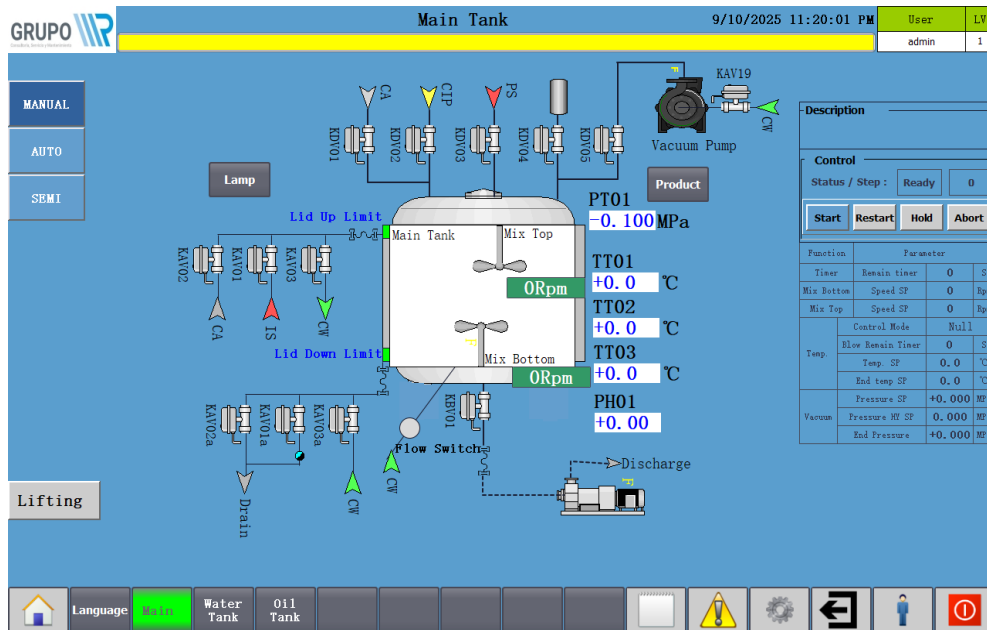 GRUPO
Main Tank
9/10/2025 11:20:01 PM
User
LV
admin
1
MANUAL
AUTO
SEMI
Lifting
CA
CIP
PS
KAV19
CW
KDV01
KDV02
KDV03
KDV04
KDV05
Vacuum Pump
Lamp
Product
Lid Up Limit
Main Tank
Mix Top
PT01
-0.100 MPa
KAV02
KAV01
KAV03
TT01
0Rpm
+0.0 ℃
CA
IS
CW
TT02
+0.0 ℃
Lid Down Limit
F
Mix Bottom
TT03
0Rpm
+0.0 ℃
PH01
+0.00
KAV02a
KAV01a
KAV03a
KBV01
Flow Switch
Discharge
Drain
CW
CW
F
F
Description
Control
Status / Step :
Ready
0
Start
Restart
Hold
Abort
Function
Parameter
Timer
Remain timer
0
S
Mix Bottom
Speed SP
0
Rp
Mix Top
Speed SP
0
Rp
Temp.
Control Mode
Null
Blow Remain Timer
0
S
Temp. SP
0.0
℃
End temp SP
0.0
℃
Vacuum
Pressure SP
+0.000
MP
Pressure HY SP
0.000
MP
End Pressure
+0.000
MP
Language
Main
Water Tank
Oil Tank